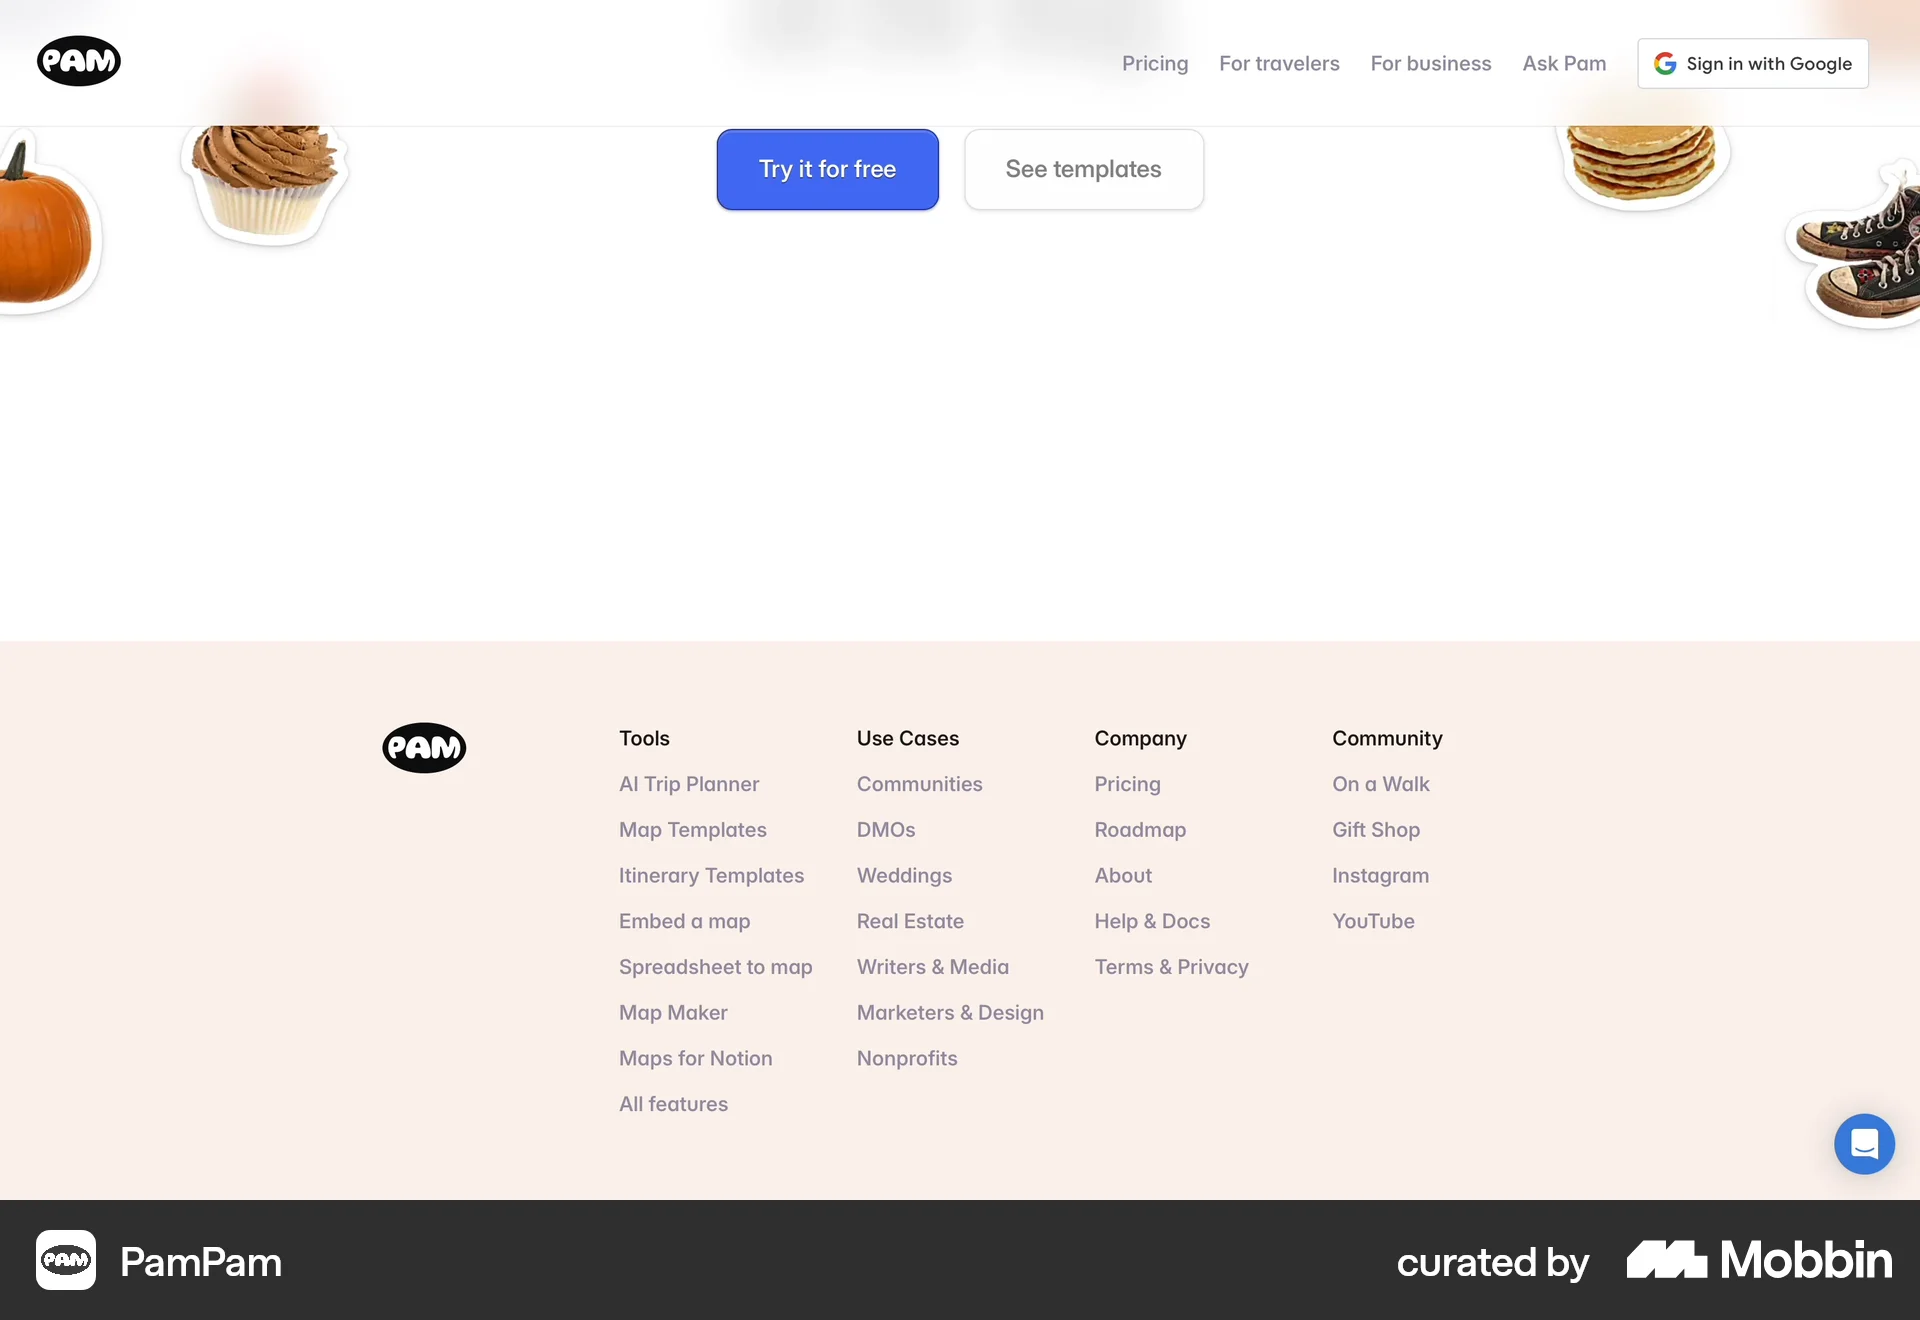 PAM
Pricing
For travelers
For business
Ask Pam
Sign in with Google
Try it for free
See templates
PAM
Tools
AI Trip Planner
Map Templates
Itinerary Templates
Embed a map
Spreadsheet to map
Map Maker
Maps for Notion
All features
Use Cases
Communities
DMOs
Weddings
Real Estate
Writers & Media
Marketers & Design
Nonprofits
Company
Pricing
Roadmap
About
Help & Docs
Terms & Privacy
Community
On a Walk
Gift Shop
Instagram
YouTube
PAM
PamPam
curated by
Mobbin